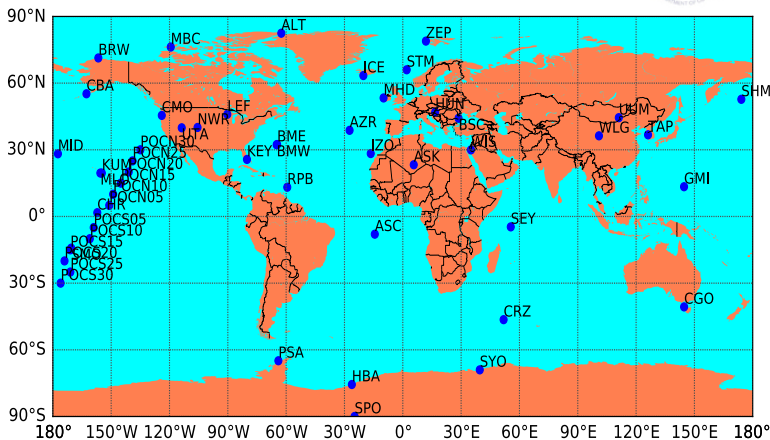 90°N
ALT
ZEP
MBC
BRW
ICE
STM
60°N
CBA
MHD
SHM
CMO
LEF
HUN
UUM
NWR
UTA
AZR
BSC
WLG
TAP
30°N
MID
POCN30
BME
POCN25
KEY BMW
IZO
WIS
POCN20
ASK
KUM
POCN15
MLO
POCN10
RPB
GMI
POCN05
CHR
0°
POCS05
SEY
POCS10
ASC
POCS15
POCS20
POCS25
30°S
POCS30
CGO
CRZ
60°S
PSA
SYO
HBA
90°S
SPO
180° 150°W 120°W 90°W 60°W 30°W 0° 30°E 60°E 90°E 120°E 150°E 180°